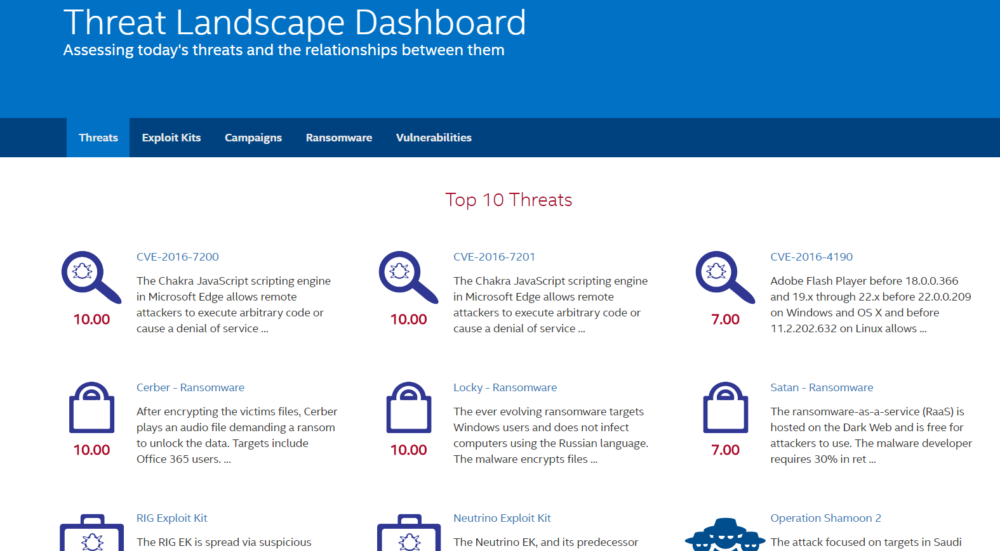 Threat Landscape Dashboard
Assessing today's threats and the relationships between them
Threats
Exploit Kits
Campaigns
Ransomware
Vulnerabilities
Top 10 Threats
CVE-2016-7200
The Chakra JavaScript scripting engine
in Microsoft Edge allows remote
attackers to execute arbitrary code or
cause a denial of service ...
10.00
CVE-2016-7201
The Chakra JavaScript scripting engine
in Microsoft Edge allows remote
attackers to execute arbitrary code or
cause a denial of service ...
10.00
CVE-2016-4190
Adobe Flash Player before 18.0.0.366
and 19.x through 22.x before 22.0.0.209
on Windows and OS X and before
11.2.202.632 on Linux allows ...
7.00
Cerber - Ransomware
After encrypting the victims files, Cerber
plays an audio file demanding a ransom
to unlock the data. Targets include
Office 365 users. ...
10.00
Locky - Ransomware
The ever evolving ransomware targets
Windows users and does not infect
computers using the Russian language.
The malware encrypts files ...
10.00
Satan - Ransomware
The ransomware-as-a-service (RaaS) is
hosted on the Dark Web and is free for
attackers to use. The malware developer
requires 30% in ret ...
7.00
RIG Exploit Kit
The RIG EK is spread via suspicious
Neutrino Exploit Kit
The Neutrino EK, and its predecessor
Operation Shamoon 2
The attack focused on targets in Saudi